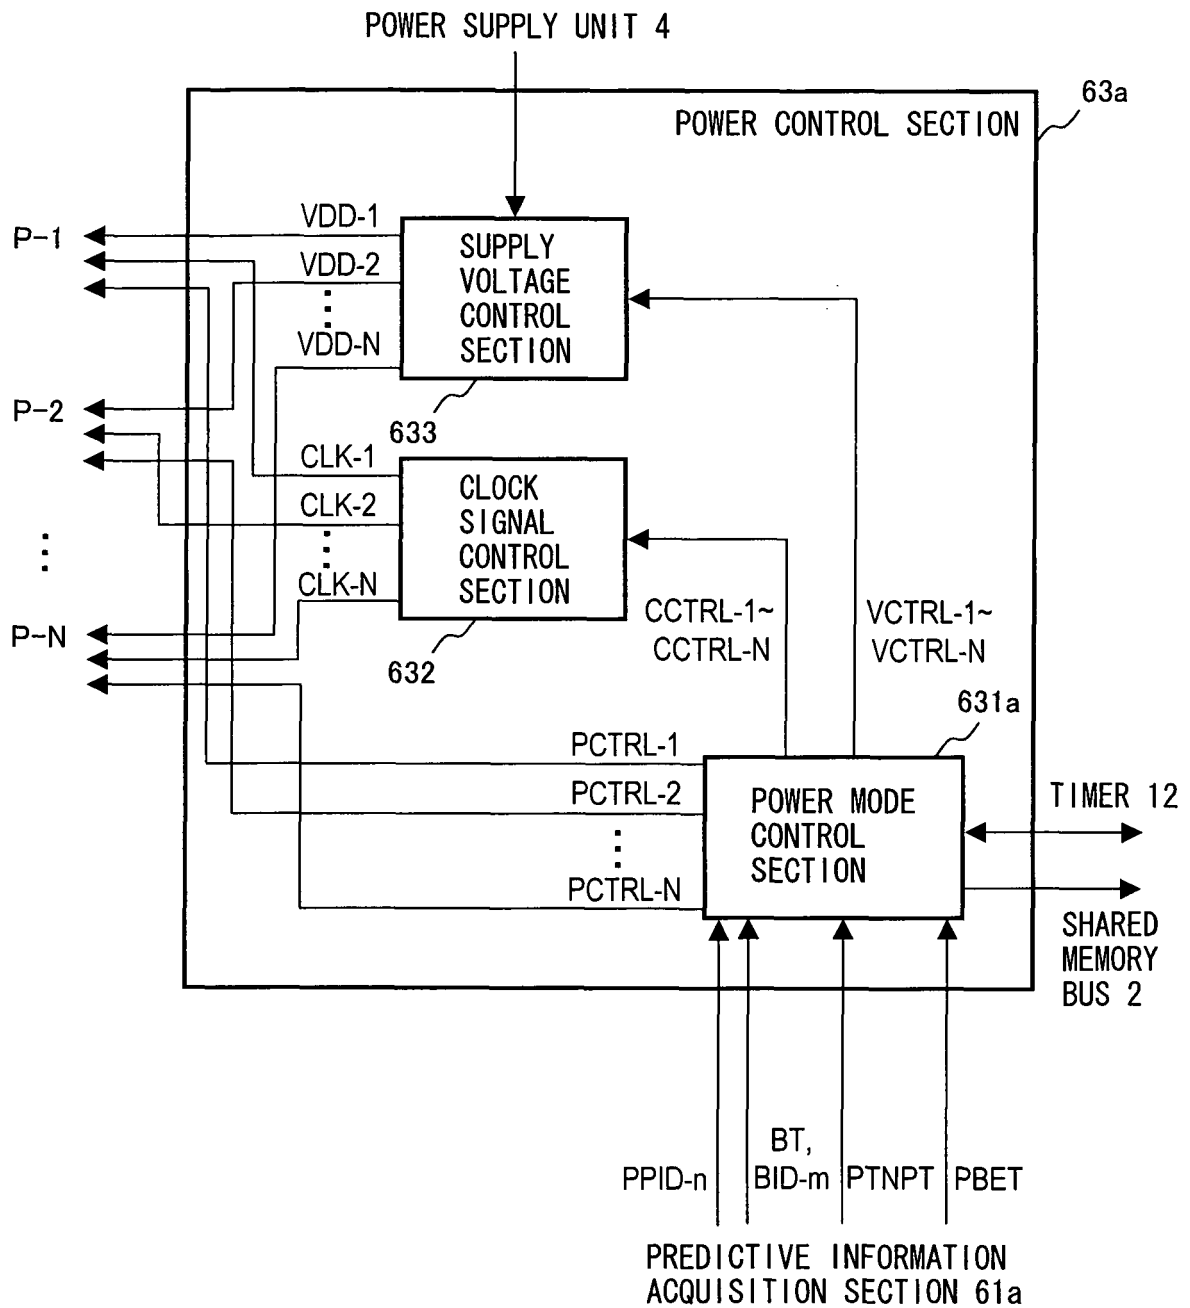 POWER SUPPLY UNIT 4
63a
POWER CONTROL SECTION
P-1
VDD-1
VDD-2
VDD-N
SUPPLY
VOLTAGE
CONTROL
SECTION
633
P-2
CLK-1
CLK-2
CLK-N
CLOCK
SIGNAL
CONTROL
SECTION
632
P-N
CCTRL-1~
CCTRL-N
VCTRL-1~
VCTRL-N
631a
PCTRL-1
PCTRL-2
PCTRL-N
POWER MODE
CONTROL
SECTION
TIMER 12
SHARED
MEMORY
BUS 2
PPID-n
BT,
BID-m
PTNPT
PBET
PREDICTIVE INFORMATION
ACQUISITION SECTION 61a